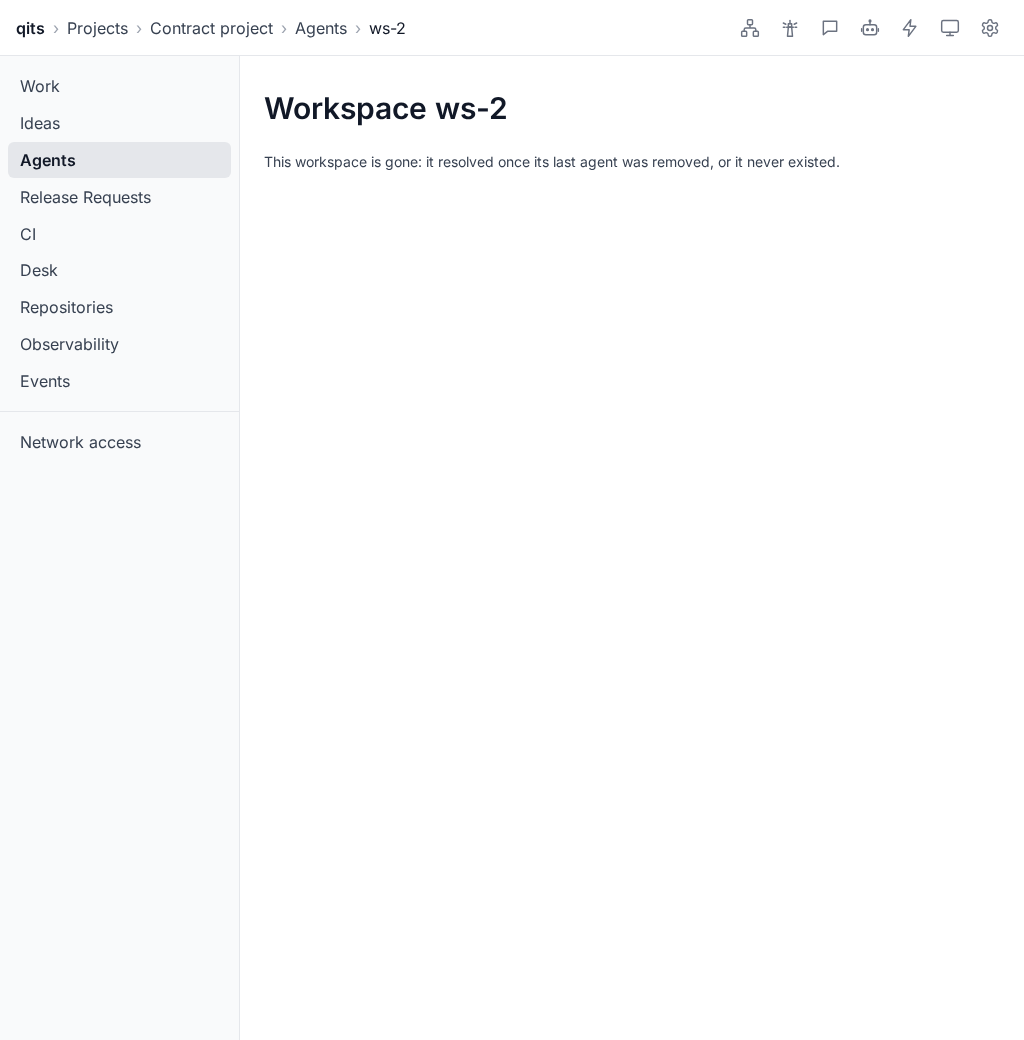 qits › Projects › Contract project › Agents › ws-2
Work
Ideas
Agents
Release Requests
CI
Desk
Repositories
Observability
Events
Network access
Workspace ws-2
This workspace is gone: it resolved once its last agent was removed, or it never existed.